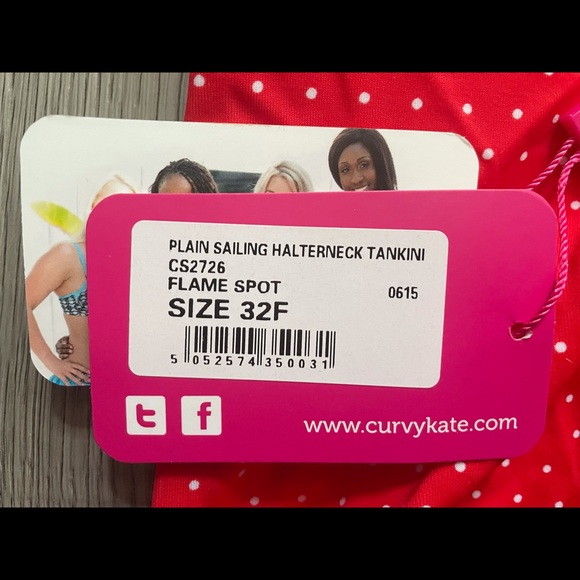 PLAIN SAILING HALTERNECK TANKINI
CS2726
FLAME SPOT 0615
SIZE 32F
5 052574 350031
t f
www.curvykate.com